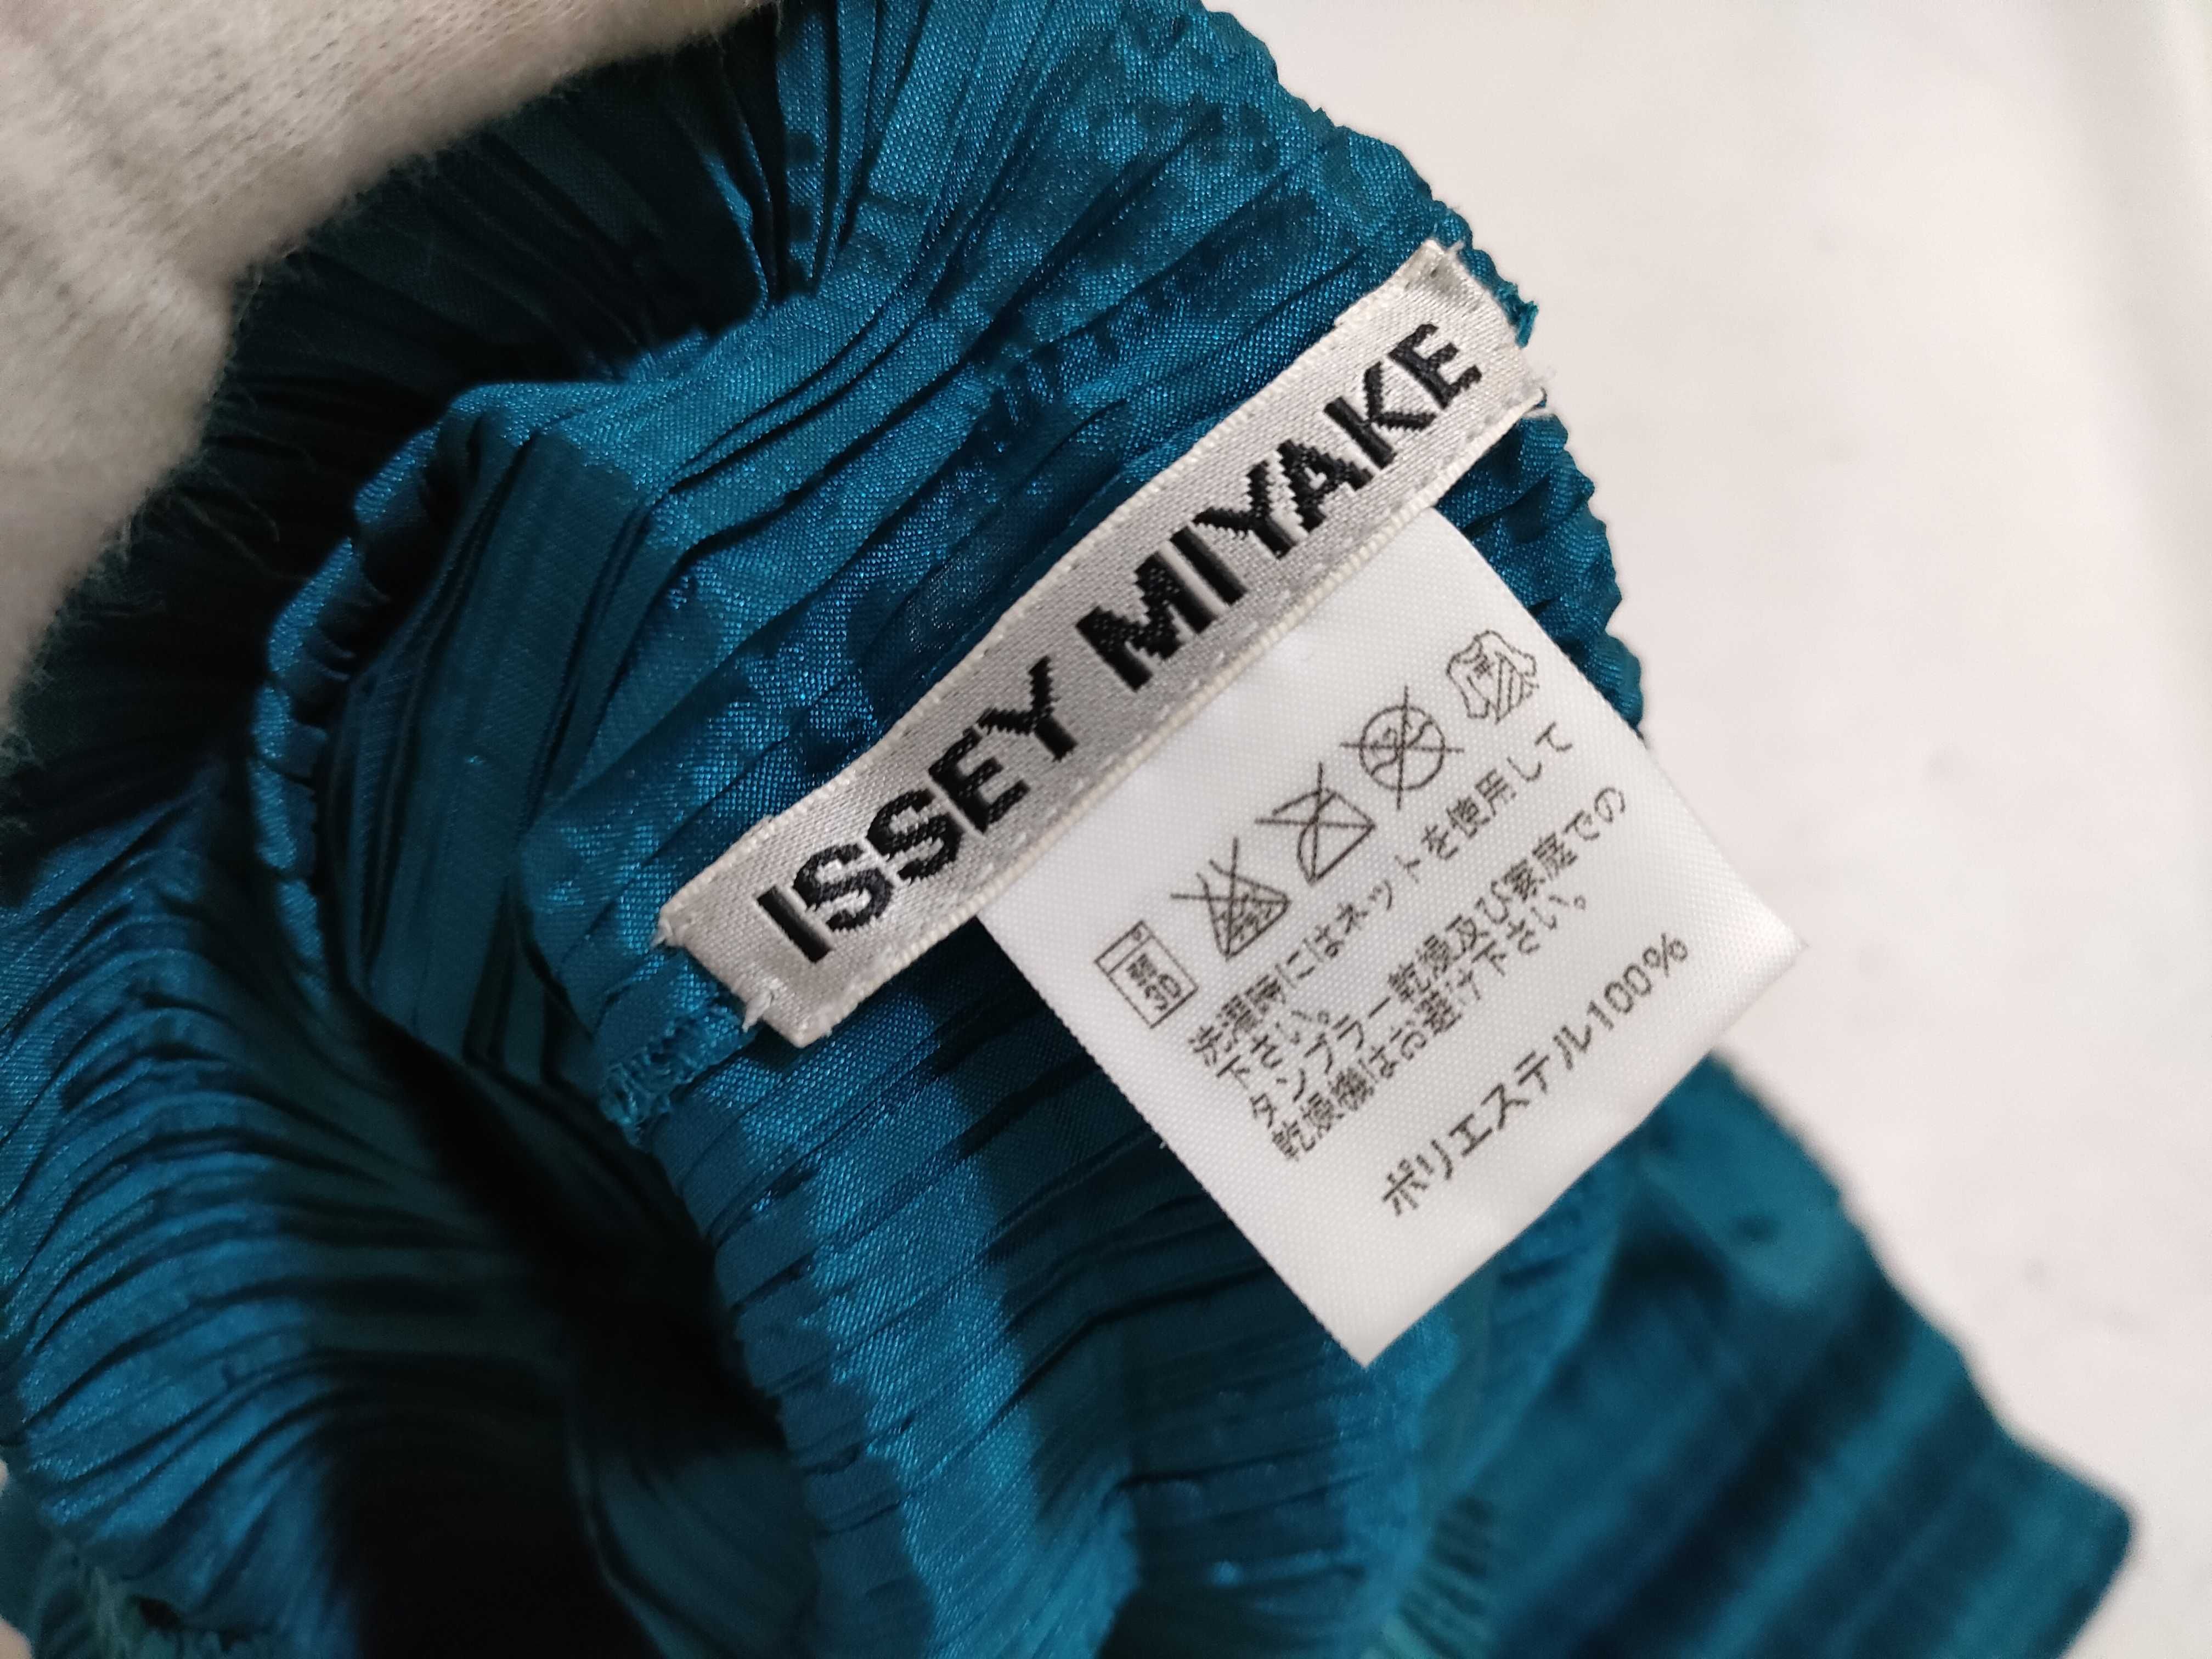 ISSEY MIYAKE
弱
30
洗濯時にはネットを使用して
下さい。
タンブラー乾燥及び家庭での
乾燥機はお避け下さい。
ポリエステル100%